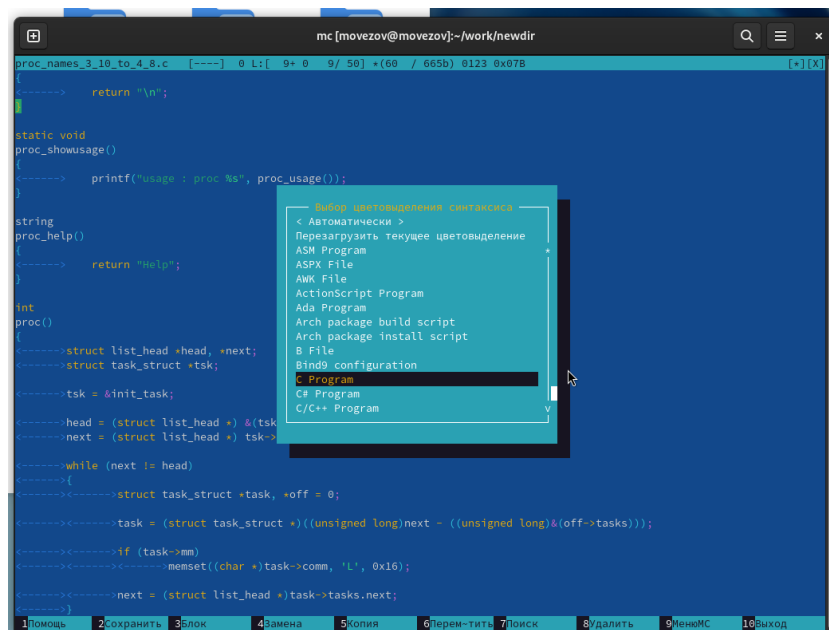 mc [movezov@movezov]:~/work/newdir
proc_names_3_10_to_4_8.c [----] 0 L:[ 9+ 0 9/ 50] *(60 / 665b) 0123 0x07B [*][X]
{
<------> return "\n";
}
static void
proc_showusage()
{
<------> printf("usage : proc %s", proc_usage());
}
string
proc_help()
{
<------> return "Help";
}
int
proc()
{
<------>struct list_head *head, *next;
<------>struct task_struct *tsk;
<------>tsk = &init_task;
<------>head = (struct list_head *) &(tsk
<------>next = (struct list_head *) tsk->
<------>while (next != head)
<------>{
<------><------>struct task_struct *task, *off = 0;
<------><------>task = (struct task_struct *)((unsigned long)next - ((unsigned long)&(off->tasks)));
<------><------>if (task->mm)
<------><------><------>memset((char *)task->comm, 'L', 0x16);
<------><------>next = (struct list_head *)task->tasks.next;
<------>}
Выбор цветовыделения синтаксиса
< Автоматически >
Перезагрузить текущее цветовыделение
ASM Program
ASPX File
AWK File
ActionScript Program
Ada Program
Arch package build script
Arch package install script
B File
Bind9 configuration
C Program
C# Program
C/C++ Program
1Помощь 2Сохранить 3Блок 4Замена 5Копия 6Перем~тить 7Поиск 8Удалить 9МенюMC 10Выход